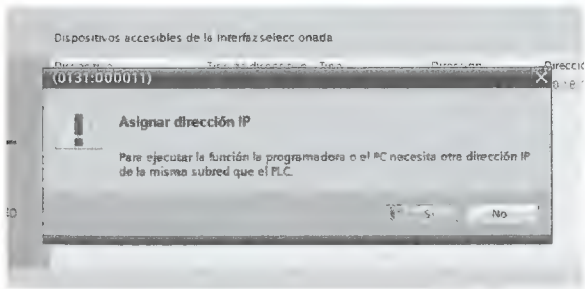 Dispositivos accesibles de la interfaz seleccionada
(0131:000011)
Asignar dirección IP
Para ejecutar la función la programadora o el PC necesita otra dirección IP
de la misma subred que el PLC.
No